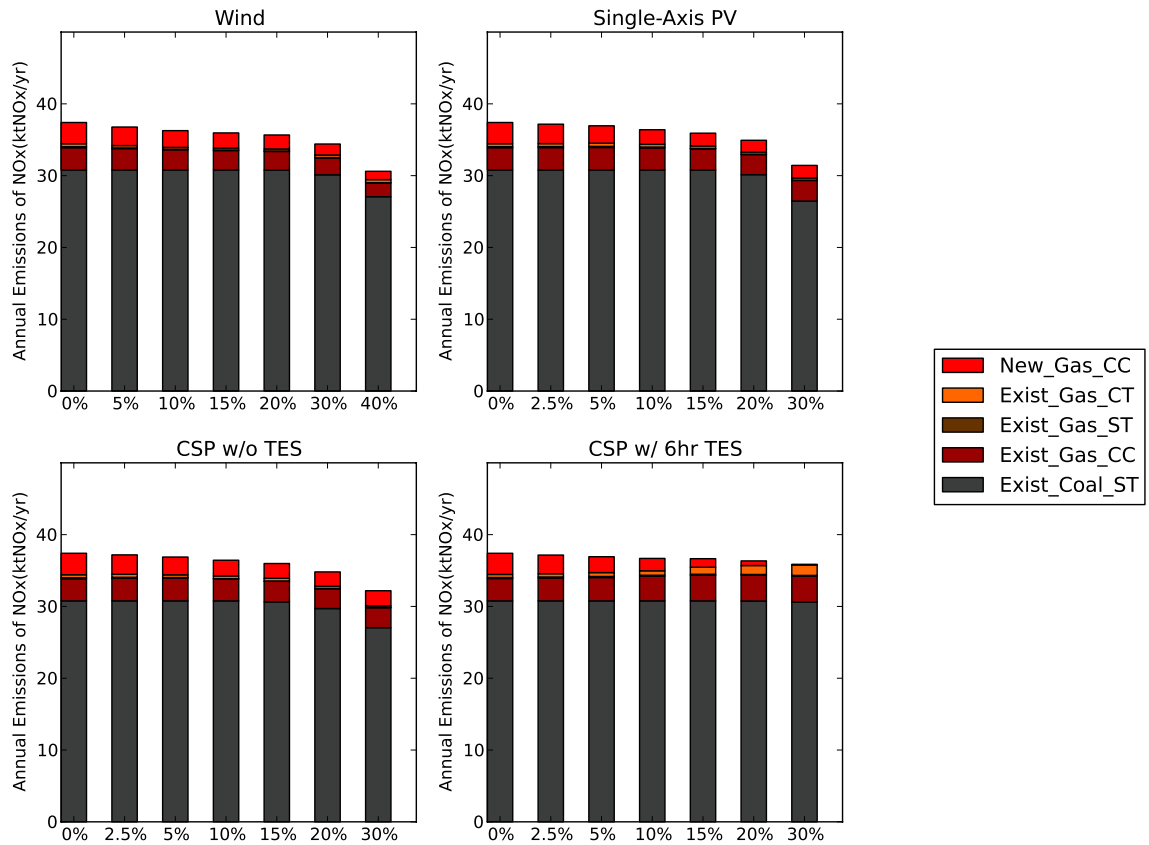 Wind
Single-Axis PV
Annual Emissions of NOx(ktNOx/yr)
40
30
20
10
0
0% 5% 10% 15% 20% 30% 40%
Annual Emissions of NOx(ktNOx/yr)
40
30
20
10
0
0% 2.5% 5% 10% 15% 20% 30%
New_Gas_CC
Exist_Gas_CT
Exist_Gas_ST
Exist_Gas_CC
Exist_Coal_ST
CSP w/o TES
CSP w/ 6hr TES
Annual Emissions of NOx(ktNOx/yr)
40
30
20
10
0
0% 2.5% 5% 10% 15% 20% 30%
Annual Emissions of NOx(ktNOx/yr)
40
30
20
10
0
0% 2.5% 5% 10% 15% 20% 30%